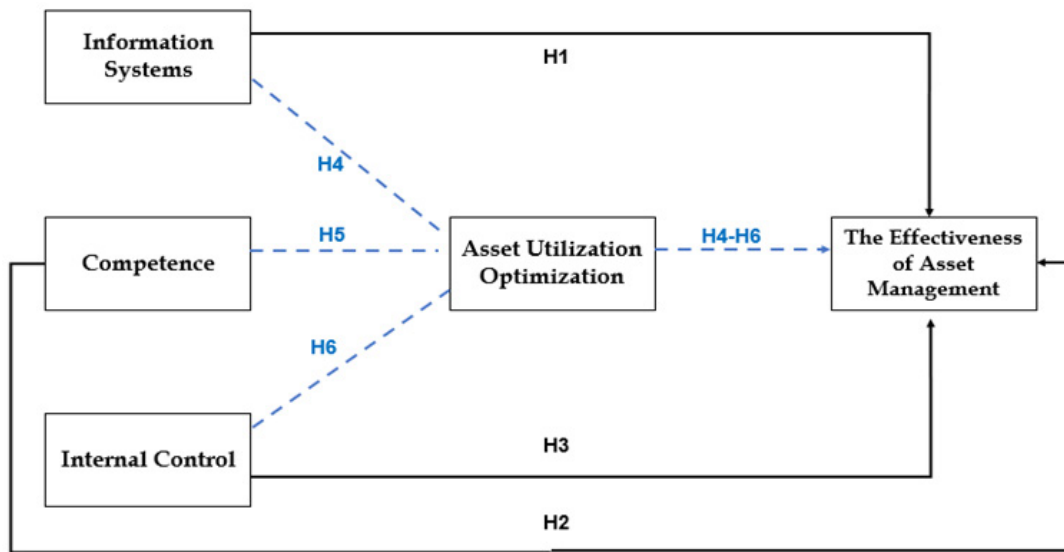 Information
Systems
H1
H4
Competence
H5
Asset Utilization
Optimization
H4-H6
The Effectiveness
of Asset
Management
H6
Internal Control
H3
H2